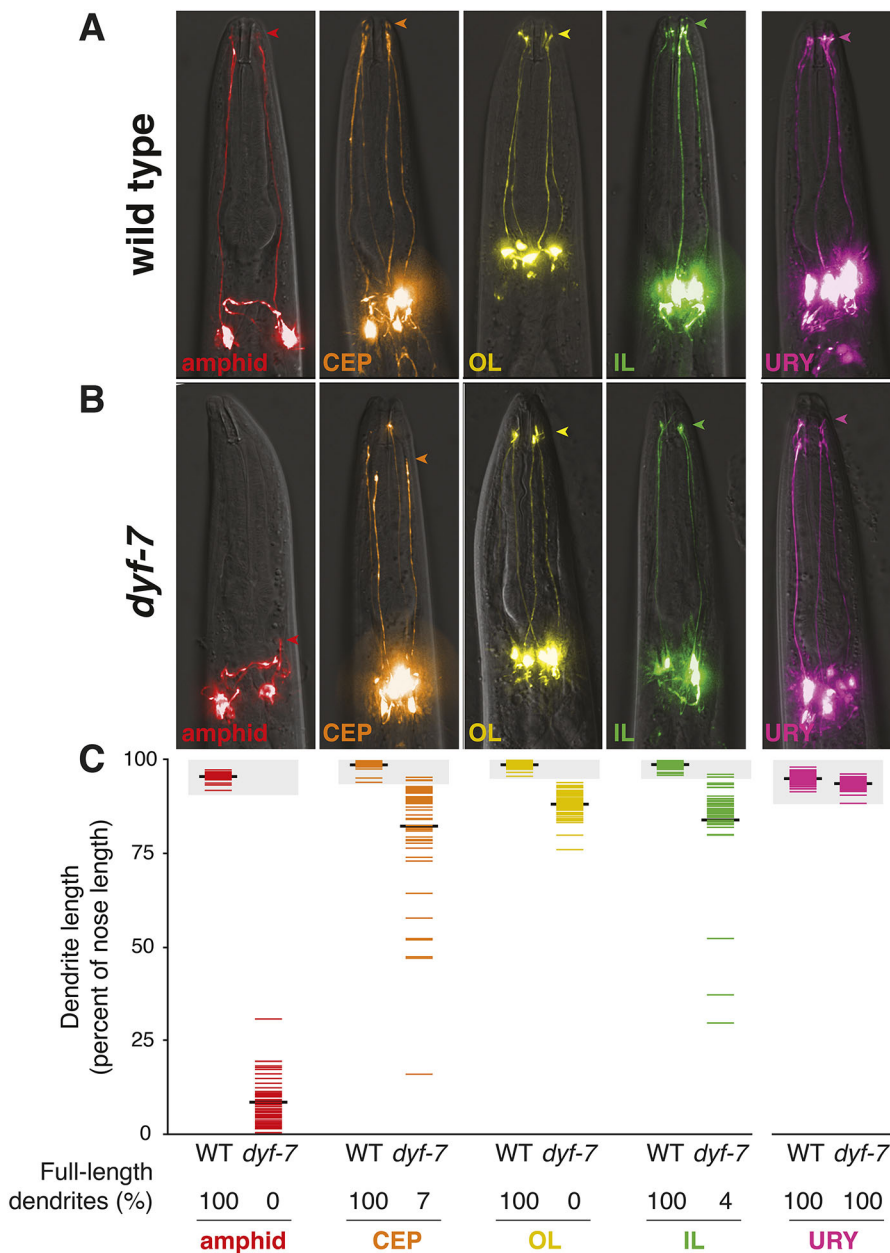 A
wild type
amphid CEP OL IL URY
B
dyf-7
amphid CEP OL IL URY
C
Dendrite length
(percent of nose length)
100
75
50
25
0
WT dyf-7 WT dyf-7 WT dyf-7 WT dyf-7 WT dyf-7
Full-length
dendrites (%)
100 0 100 7 100 0 100 4 100 100
amphid CEP OL IL URY